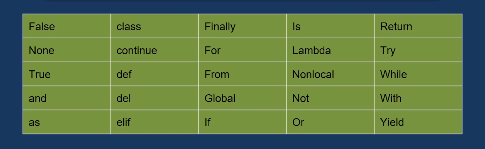 False class Finally Is Return
None continue For Lambda Try
True def From Nonlocal While
and del Global Not With
as elif If Or Yield